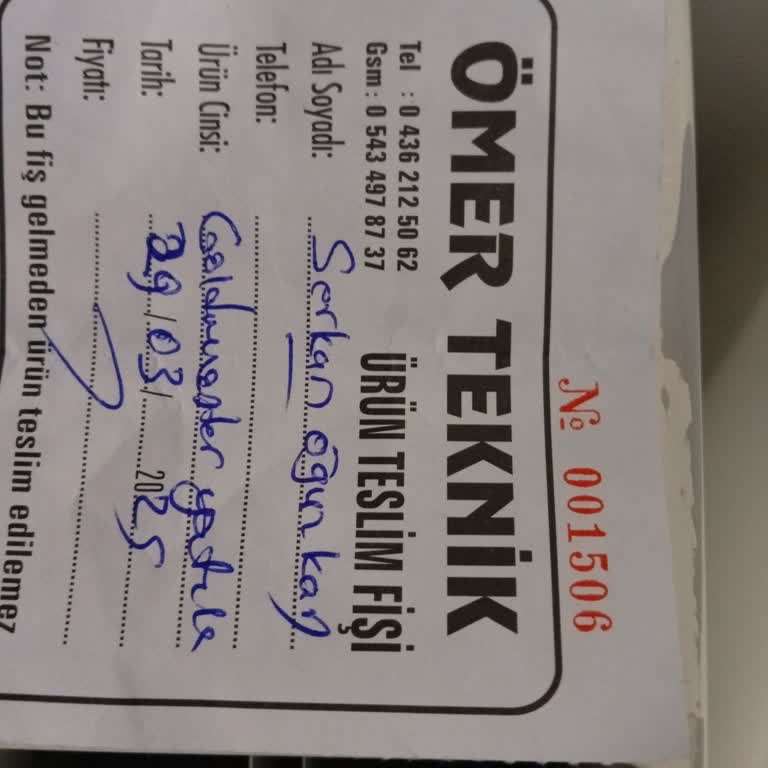 № 001506
ÖMER TEKNİK
Tel : 0 436 212 50 62
Gsm : 0 543 497 87 37
ÜRÜN TESLİM FİŞİ
Adı Soyadı: Serkan oğurkan
Telefon:
Ürün Cinsi: Goldmaster
Tarih: 29/03/2025
Fiyatı:
Not: Bu fiş gelmeden ürün teslim edilemez